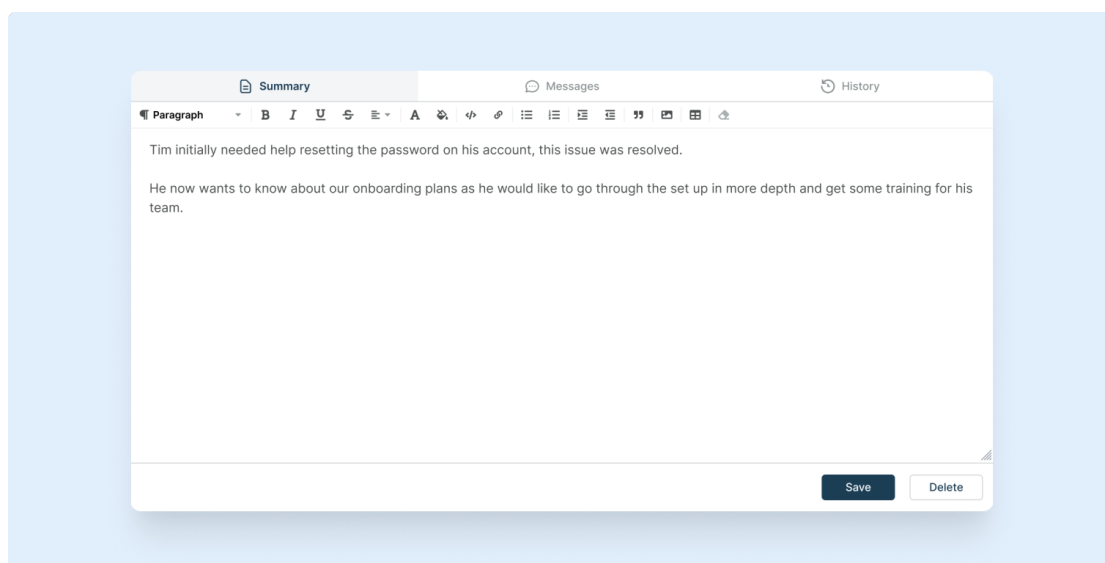 Summary
Messages
History
Paragraph
Tim initially needed help resetting the password on his account, this issue was resolved.
He now wants to know about our onboarding plans as he would like to go through the set up in more depth and get some training for his
team.
Save
Delete